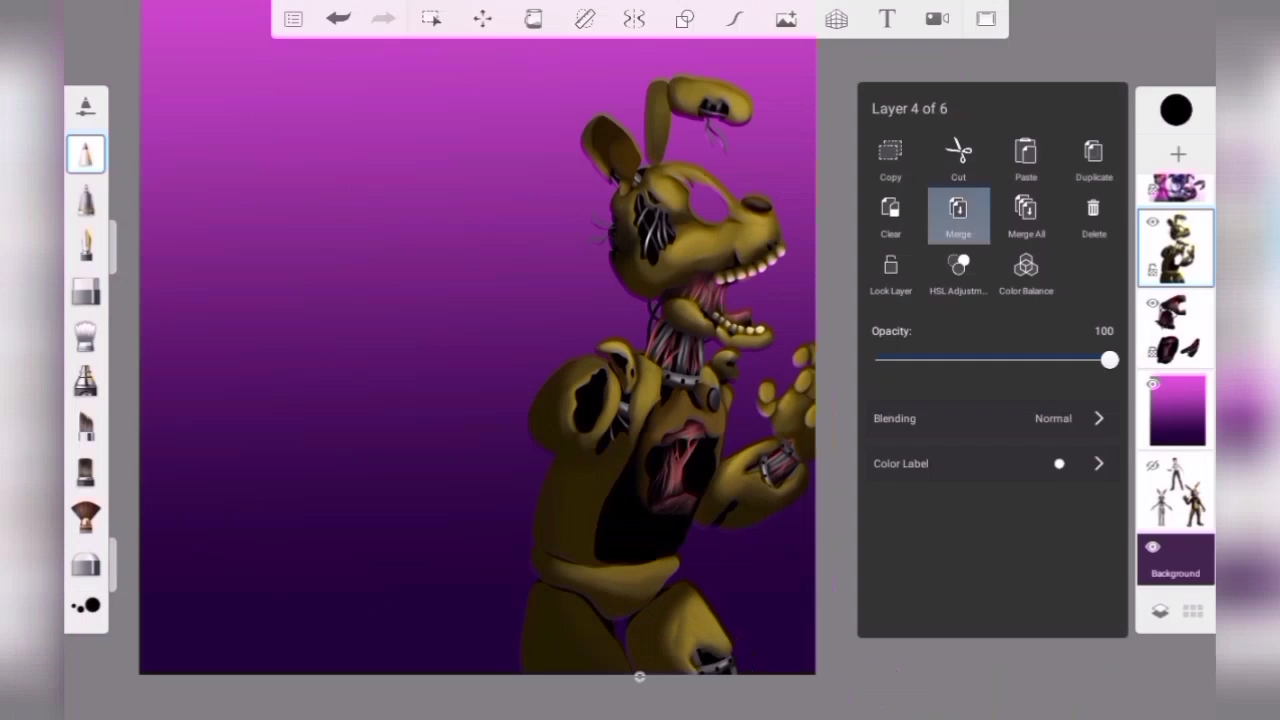 T
Layer 4 of 6
Copy Cut Paste Duplicate
Clear Merge Merge All Delete
Lock Layer HSL Adjustm... Color Balance
Opacity: 100
Blending Normal
Color Label
Background